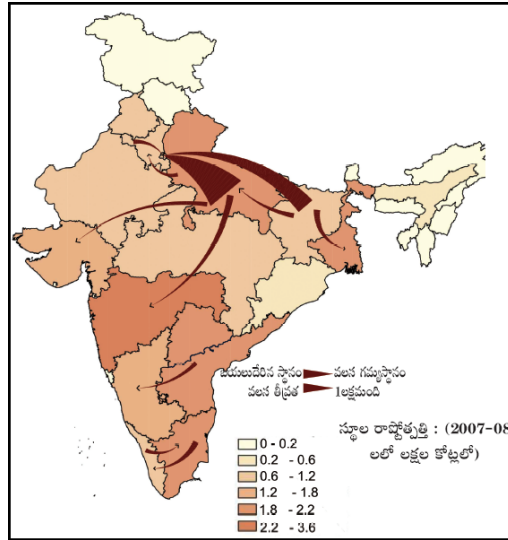 బయలుదేరిన స్థానం వలస గమ్యస్థానం
వలస తీవ్రత 1లక్షమంది
స్థూల రాష్ట్రోత్పత్తి : (2007-08
లలో లక్షల కోట్లలో)
0 - 0.2
0.2 - 0.6
0.6 - 1.2
1.2 - 1.8
1.8 - 2.2
2.2 - 3.6